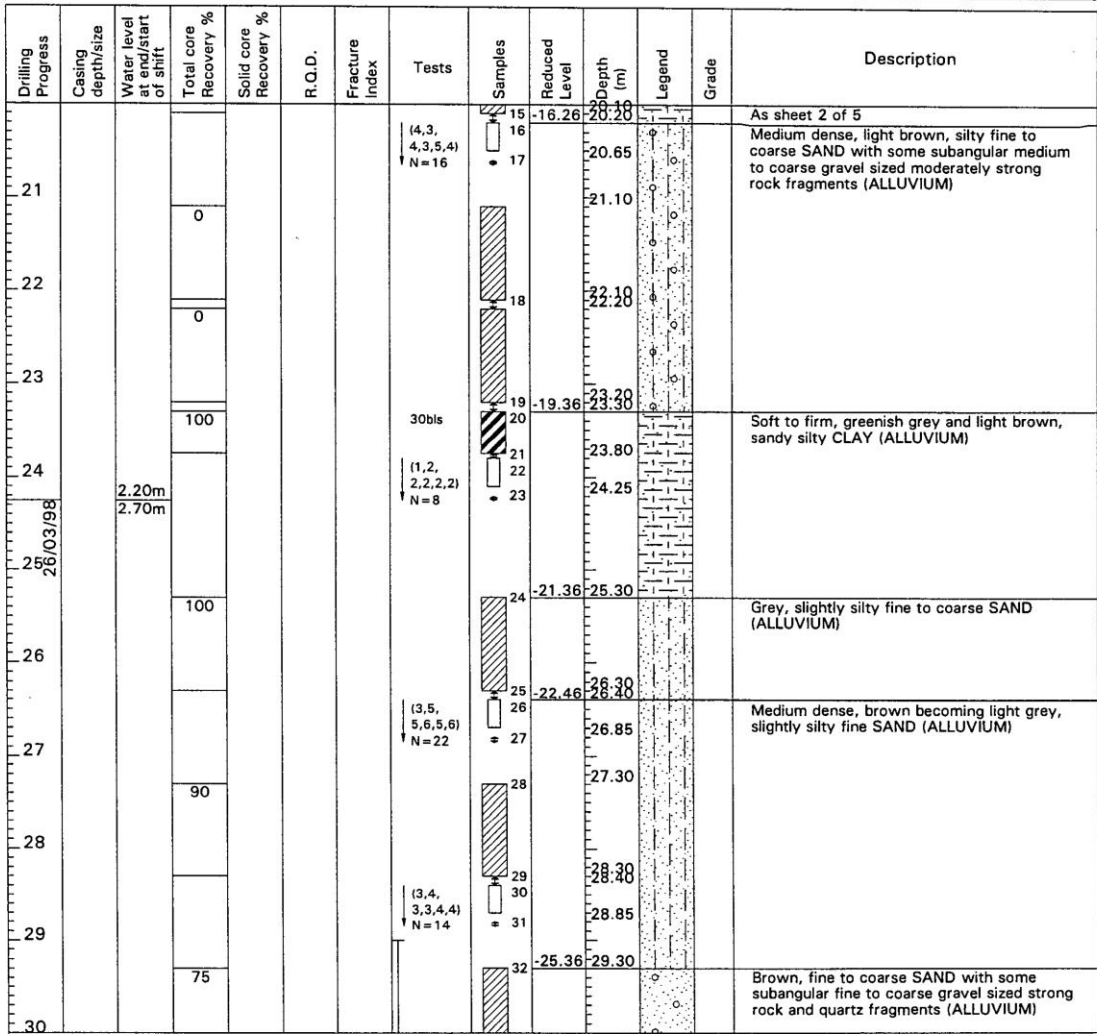 Drilling
Progress
Casing
depth/size
Water level
at end/start
of shift
Total core
Recovery %
Solid core
Recovery %
R.Q.D.
Fracture
Index
Tests
Samples
Reduced
Level
Depth
(m)
Legend
Grade
Description
20.10
15 -16.26 20.20
As sheet 2 of 5
(4,3,
4,3,5,4)
N=16
16
17
20.65
Medium dense, light brown, silty fine to
coarse SAND with some subangular medium
to coarse gravel sized moderately strong
rock fragments (ALLUVIUM)
21
21.10
0
22
22.10
18
22.20
0
23
23.20
19 -19.36 23.30
100
30bls
20
Soft to firm, greenish grey and light brown,
sandy silty CLAY (ALLUVIUM)
21
23.80
24
(1,2,
2,2,2,2)
N=8
22
23
24.25
2.20m
2.70m
26/03/98
25
24 -21.36 25.30
100
Grey, slightly silty fine to coarse SAND
(ALLUVIUM)
26
26.30
25 -22.46 26.40
(3,5,
5,6,5,6)
N=22
26
27
26.85
Medium dense, brown becoming light grey,
slightly silty fine SAND (ALLUVIUM)
27
27.30
28
90
28
28.30
29
28.40
(3,4,
3,3,4,4)
N=14
30
31
28.85
29
32 -25.36 29.30
75
Brown, fine to coarse SAND with some
subangular fine to coarse gravel sized strong
rock and quartz fragments (ALLUVIUM)
30